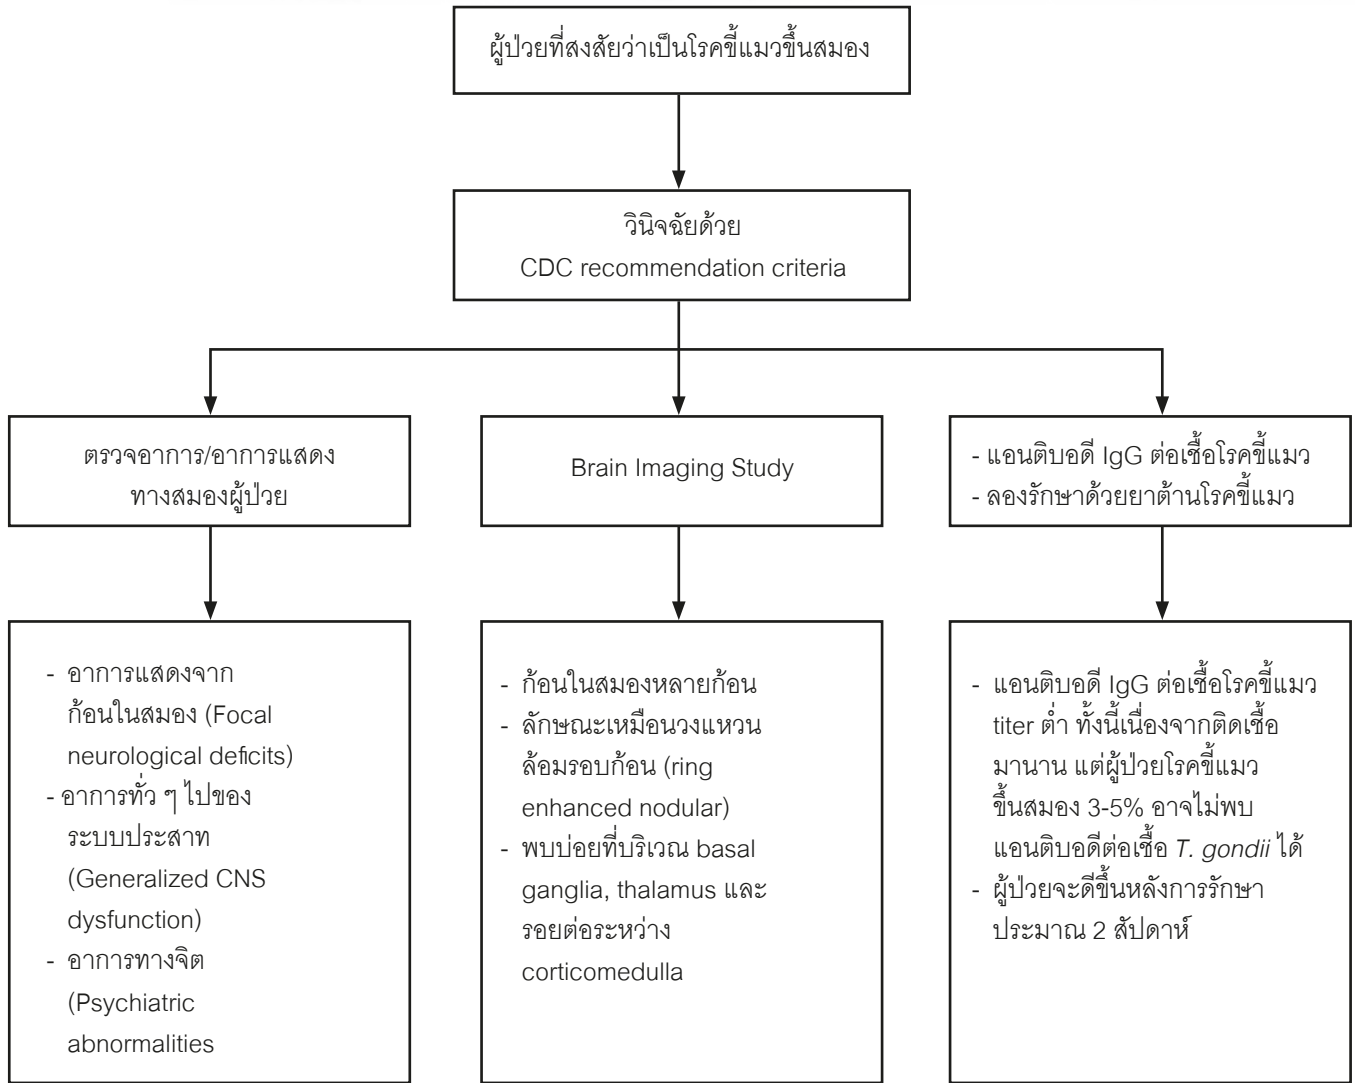 ผู้ป่วยที่สงสัยว่าเป็นโรคขี้แมวขึ้นสมอง
วินิจฉัยด้วย
CDC recommendation criteria
ตรวจอาการ/อาการแสดง
ทางสมองผู้ป่วย
Brain Imaging Study
- แอนติบอดี IgG ต่อเชื้อโรคขี้แมว
- ลองรักษาด้วยยาต้านโรคขี้แมว
- อาการแสดงจาก
ก้อนในสมอง (Focal
neurological deficits)
- อาการทั่ว ๆ ไปของ
ระบบประสาท
(Generalized CNS
dysfunction)
- อาการทางจิต
(Psychiatric
abnormalities
- ก้อนในสมองหลายก้อน
- ลักษณะเหมือนวงแหวน
ล้อมรอบก้อน (ring
enhanced nodular)
- พบบ่อยที่บริเวณ basal
ganglia, thalamus และ
รอยต่อระหว่าง
corticomedulla
- แอนติบอดี IgG ต่อเชื้อโรคขี้แมว
titer ต่ำ ทั้งนี้เนื่องจากติดเชื้อ
มานาน แต่ผู้ป่วยโรคขี้แมว
ขึ้นสมอง 3-5% อาจไม่พบ
แอนติบอดีต่อเชื้อ T. gondii ได้
- ผู้ป่วยจะดีขึ้นหลังการรักษา
ประมาณ 2 สัปดาห์